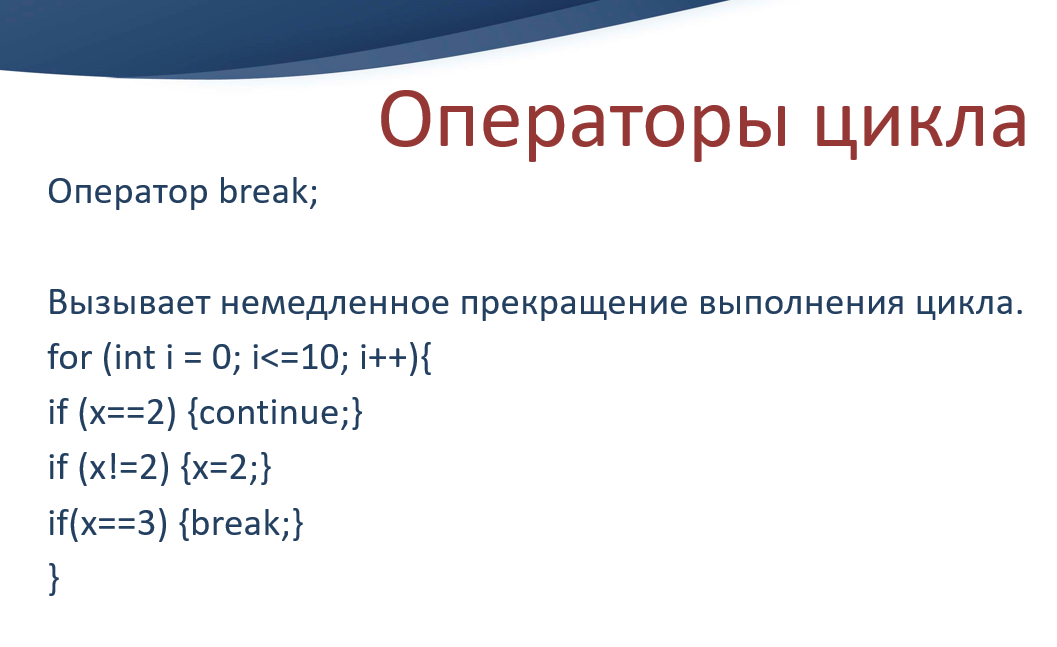 Операторы цикла
Оператор break;
Вызывает немедленное прекращение выполнения цикла.
for (int i = 0; i<=10; i++){
if (x==2) {continue;}
if (x!=2) {x=2;}
if(x==3) {break;}
}